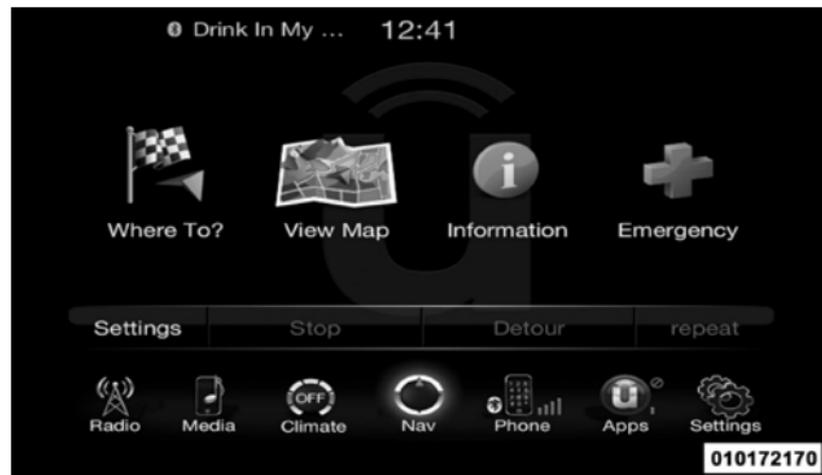 Drink In My ... 12:41
Where To? View Map Information Emergency
Settings Stop Detour repeat
OFF
Radio Media Climate Nav Phone Apps Settings
010172170